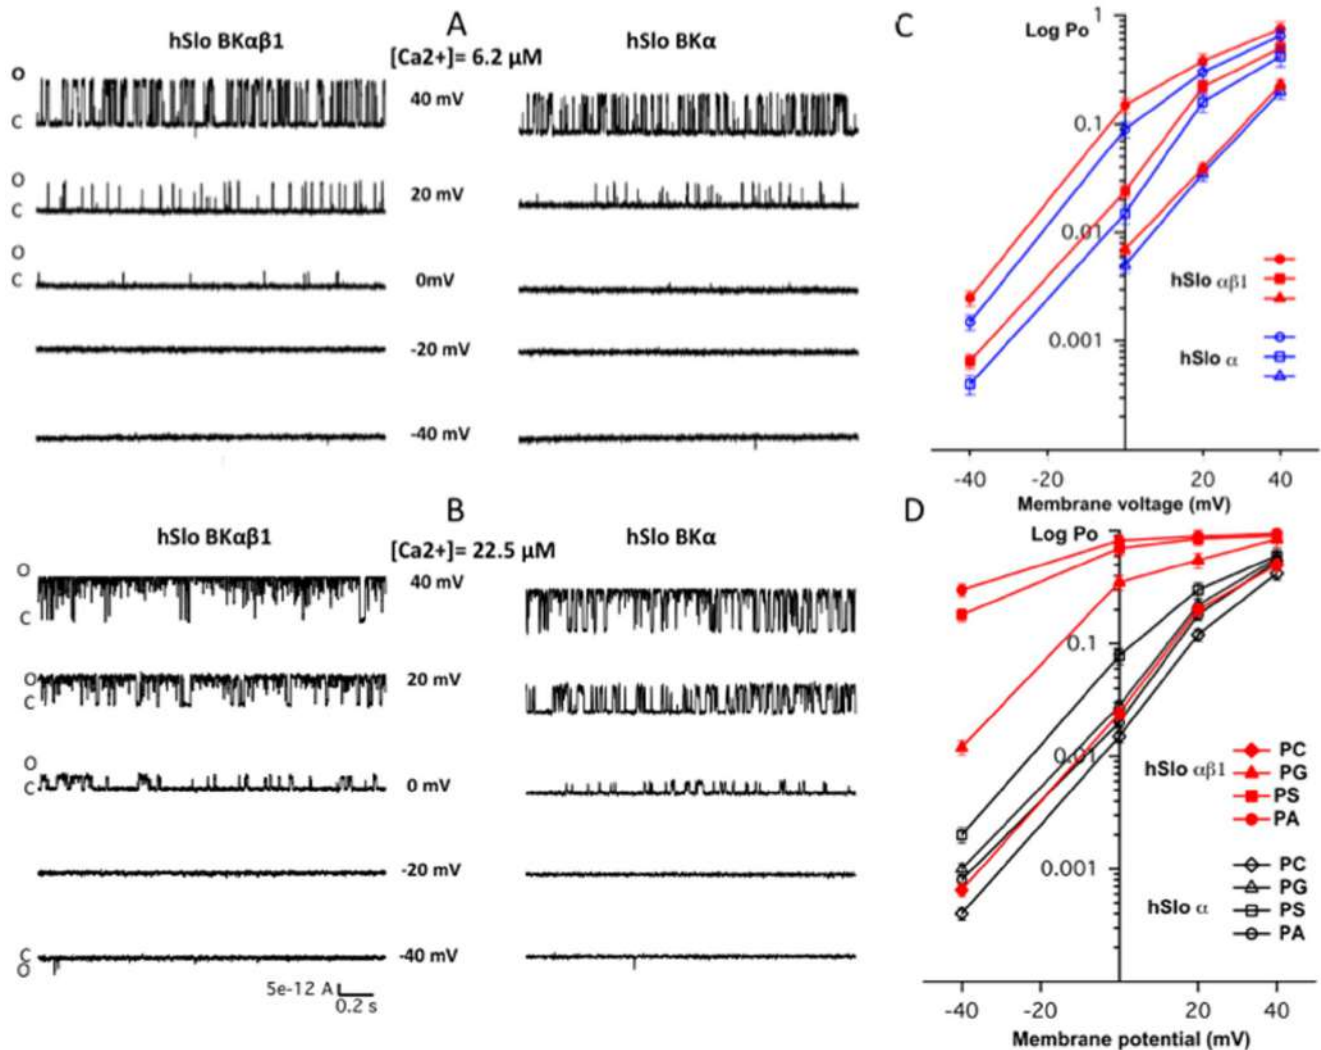 A
hSlo BKαβ1
hSlo BKα
[Ca2+]= 6.2 µM
O
C
40 mV
O
C
20 mV
O
C
0mV
-20 mV
-40 mV
B
hSlo BKαβ1
hSlo BKα
[Ca2+]= 22.5 µM
O
C
40 mV
O
C
20 mV
O
C
0 mV
-20 mV
C
O
-40 mV
5e-12 A
0.2 s
C
Log Po
1
0.1
0.01
0.001
hSlo αβ1
hSlo α
-40
-20
20
40
Membrane voltage (mV)
D
Log Po
0.1
0.01
0.001
hSlo αβ1
PC
PG
PS
PA
hSlo α
PC
PG
PS
PA
-40
-20
20
40
Membrane potential (mV)